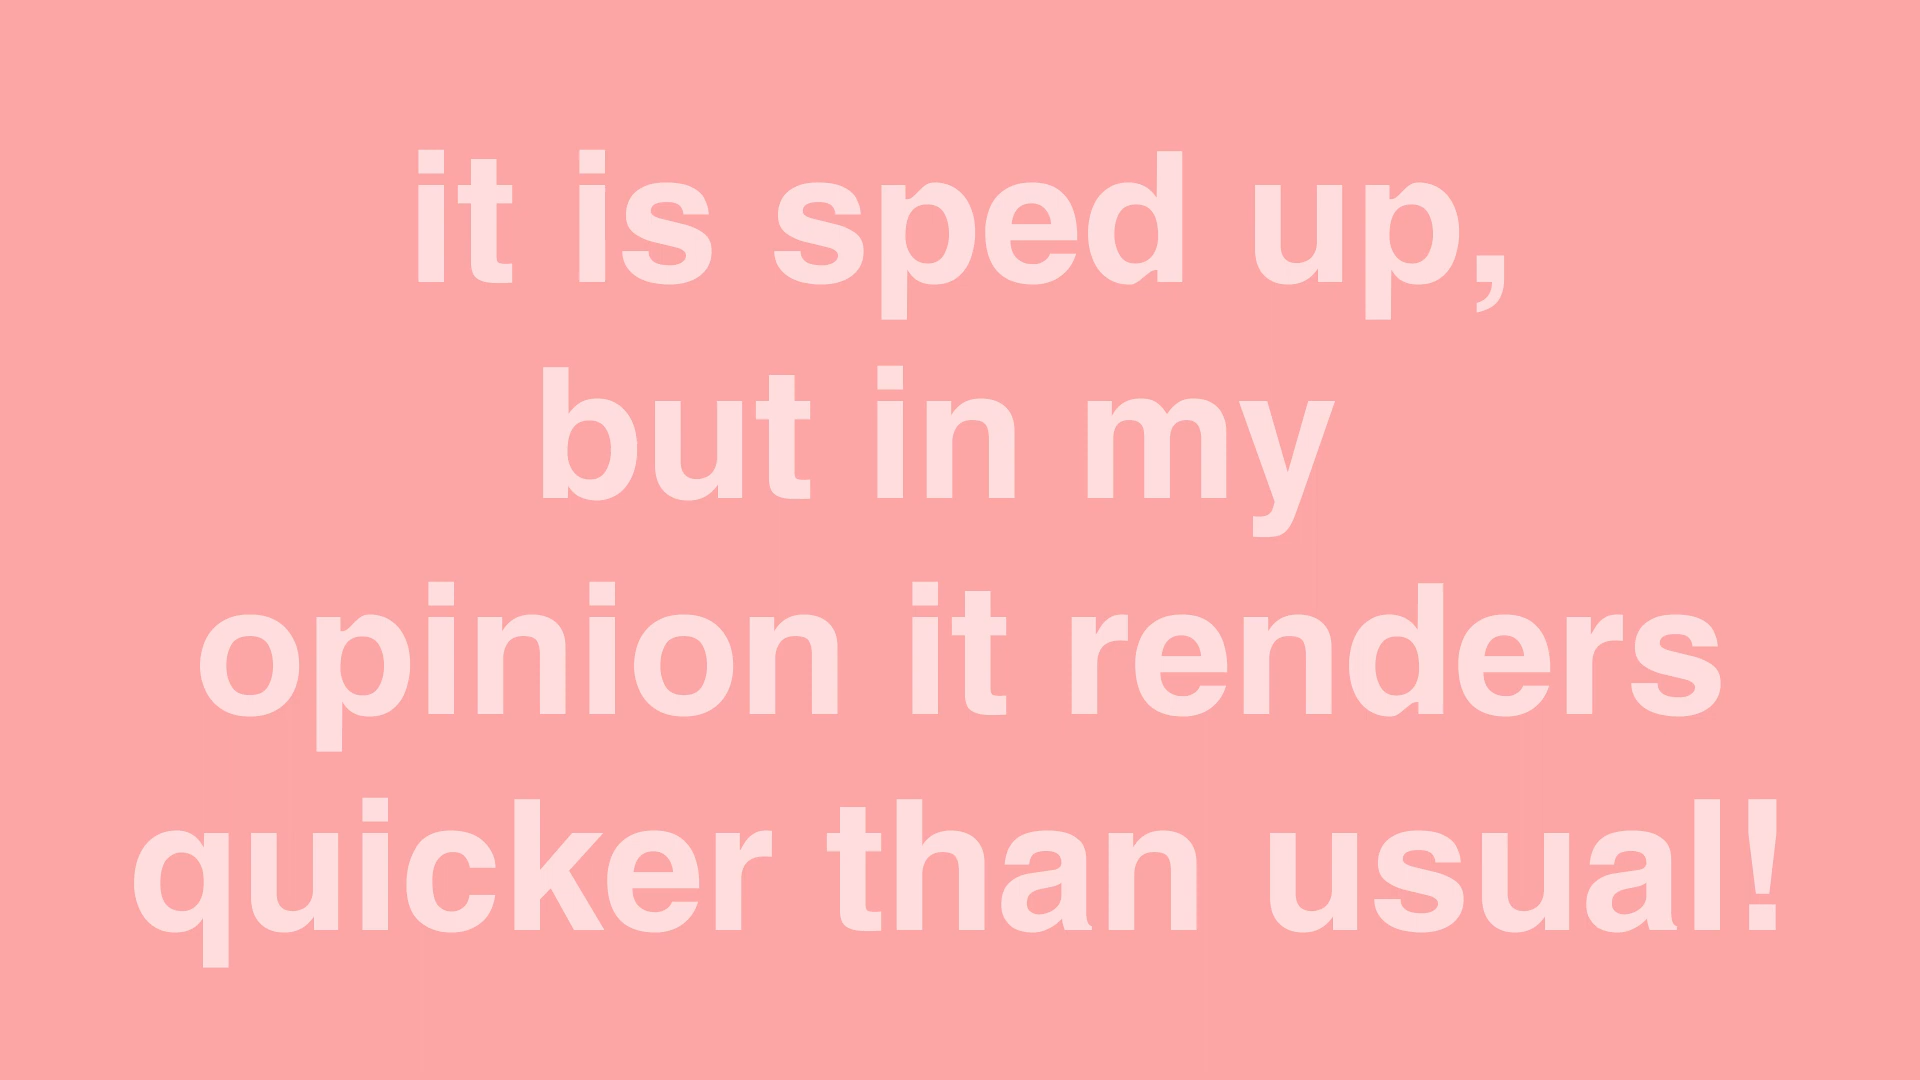 it is sped up,
but in my
opinion it renders
quicker than usual!